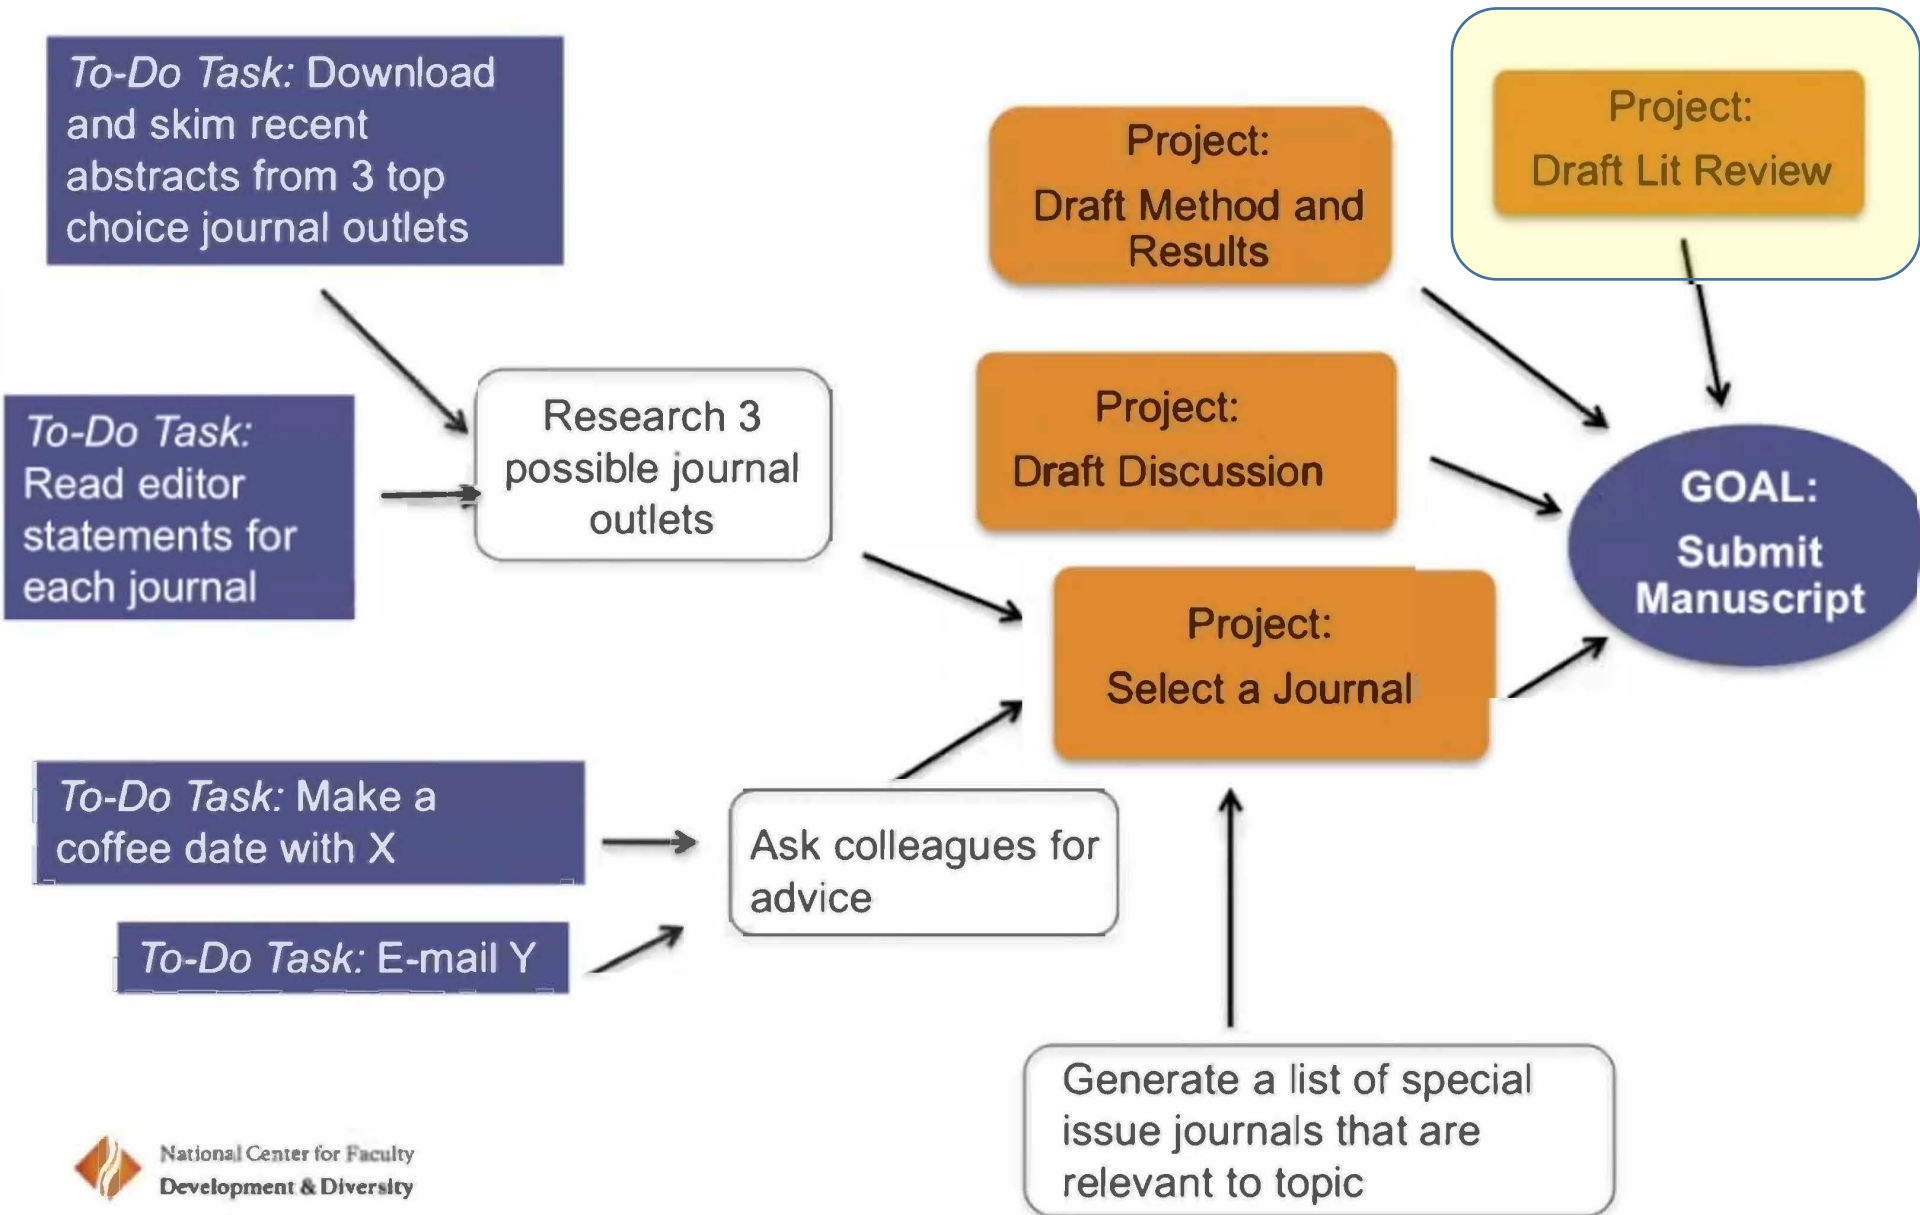 To-Do Task: Download
and skim recent
abstracts from 3 top
choice journal outlets
Project:
Draft Lit Review
Project:
Draft Method and
Results
To-Do Task:
Read editor
statements for
each journal
Research 3
possible journal
outlets
Project:
Draft Discussion
GOAL:
Submit
Manuscript
Project:
Select a Journal
To-Do Task: Make a
coffee date with X
Ask colleagues for
advice
To-Do Task: E-mail Y
Generate a list of special
issue journals that are
relevant to topic
National Center for Faculty
Development & Diversity